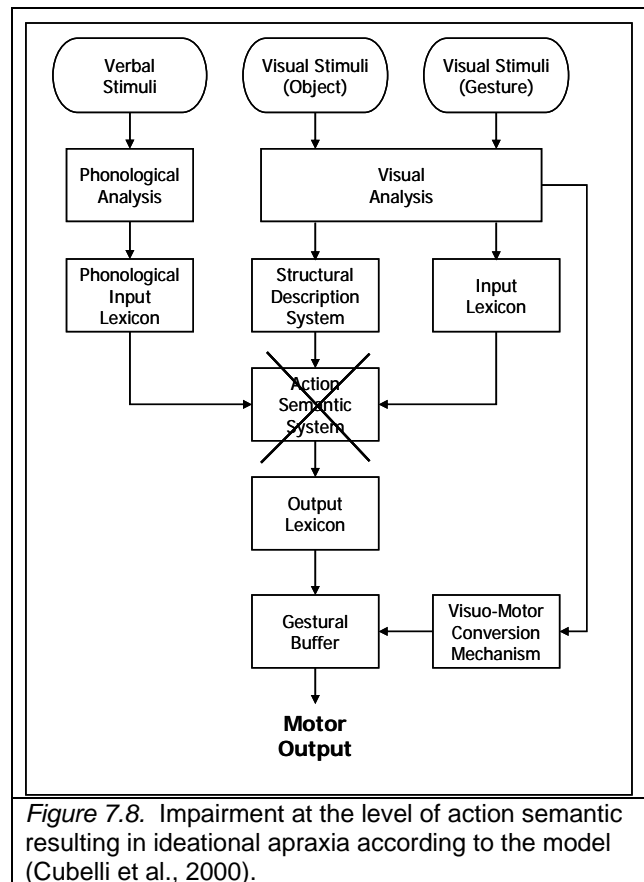 Verbal
Stimuli
Visual Stimuli
(Object)
Visual Stimuli
(Gesture)
Phonological
Analysis
Visual
Analysis
Phonological
Input
Lexicon
Structural
Description
System
Input
Lexicon
Action
Semantic
System
Output
Lexicon
Gestural
Buffer
Visuo-Motor
Conversion
Mechanism
Motor
Output
Figure 7.8. Impairment at the level of action semantic
resulting in ideational apraxia according to the model
(Cubelli et al., 2000).